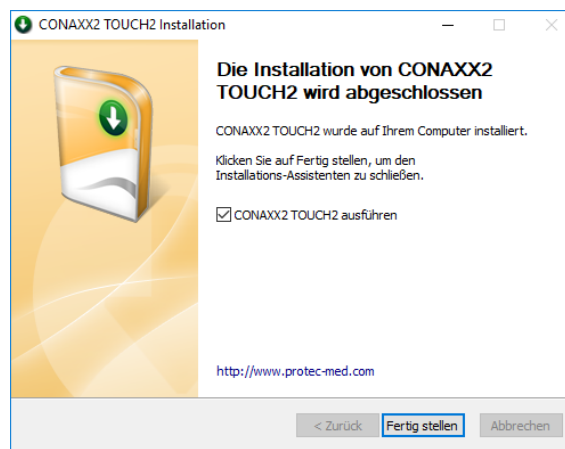 CONAXX2 TOUCH2 Installation
Die Installation von CONAXX2
TOUCH2 wird abgeschlossen
CONAXX2 TOUCH2 wurde auf Ihrem Computer installiert.
Klicken Sie auf Fertig stellen, um den
Installations-Assistenten zu schließen.
CONAXX2 TOUCH2 ausführen
http://www.protec-med.com
< Zurück Fertig stellen Abbrechen